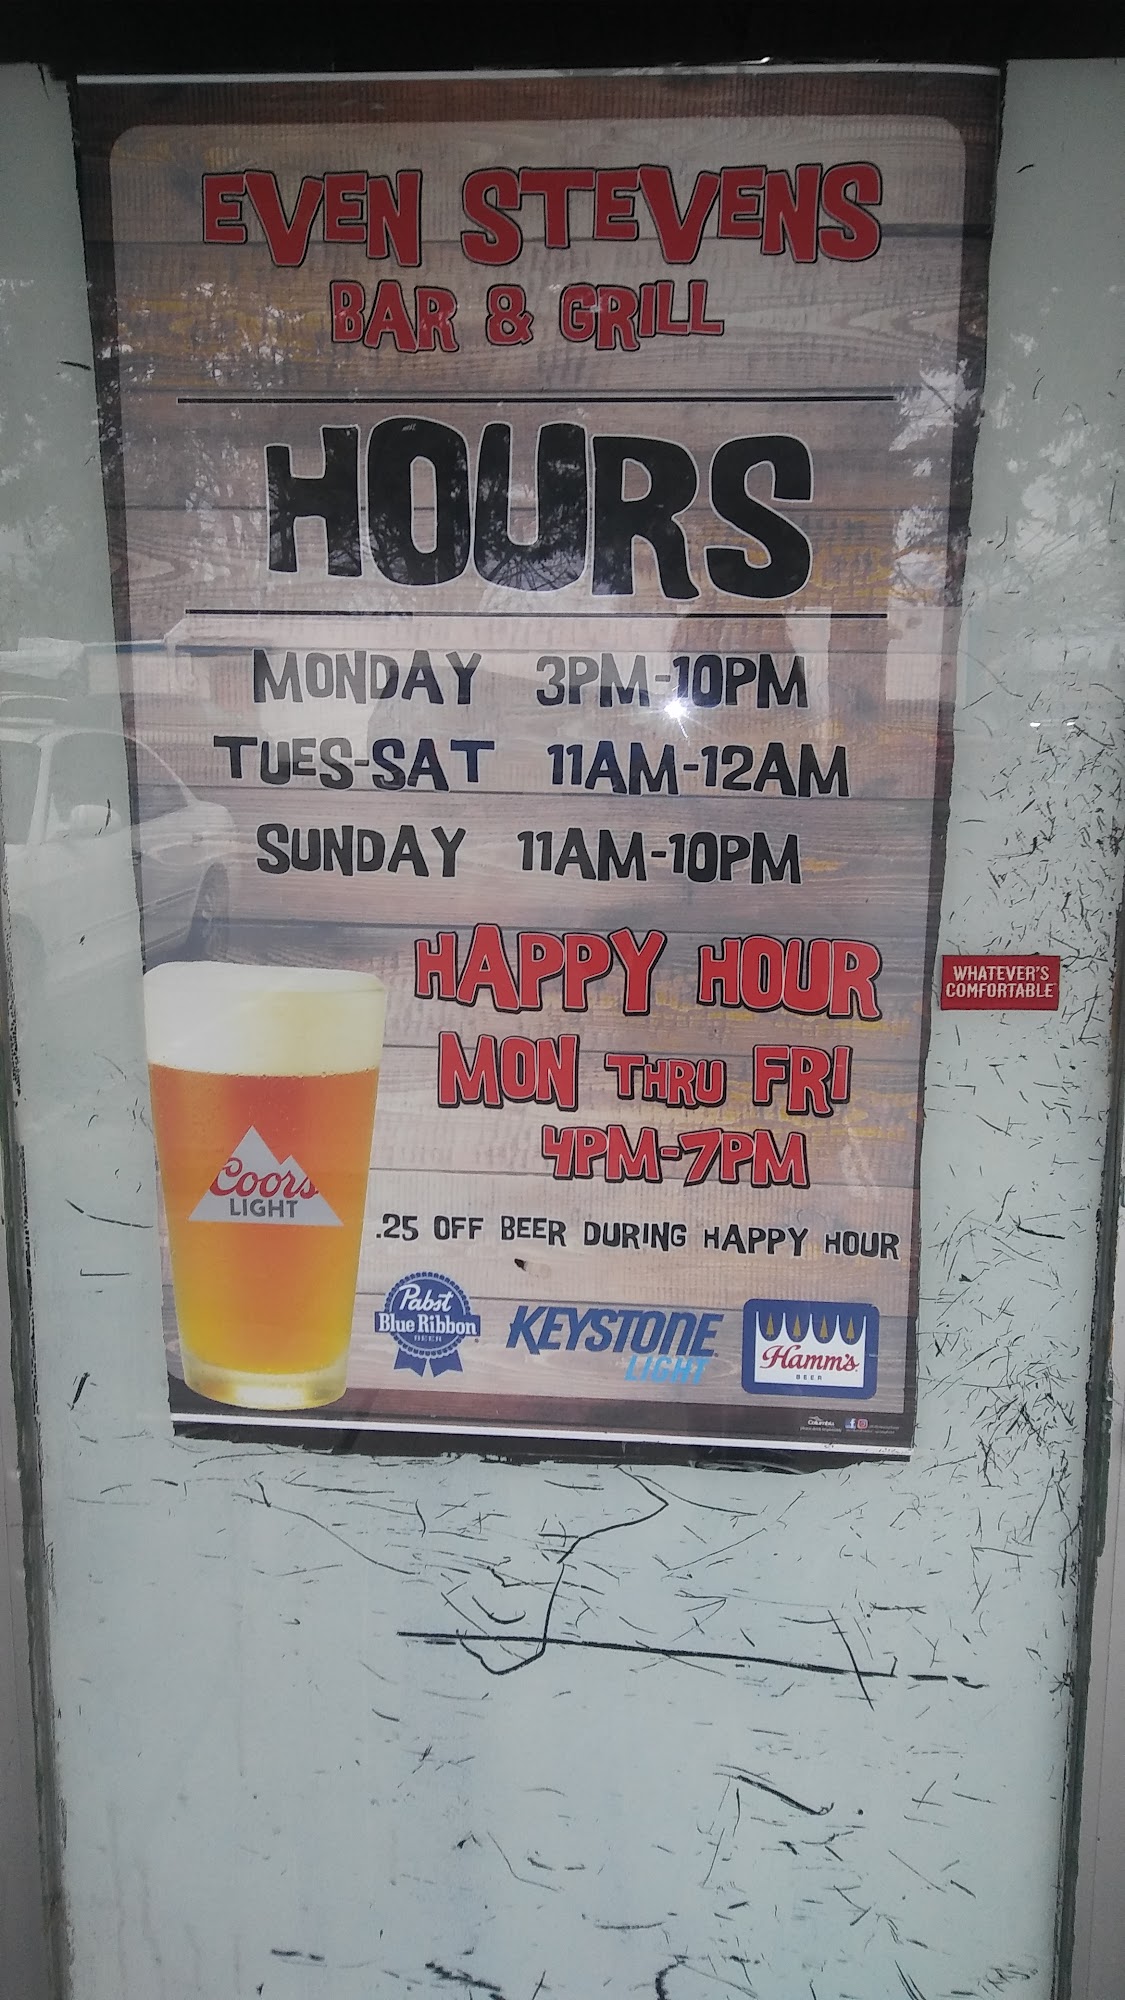 EVEN STEVENS
BAR & GRILL
HOURS
MONDAY 3PM-10PM
TUES-SAT 11AM-12AM
SUNDAY 11AM-10PM
HAPPY HOUR
MON THRU FRI
4PM-7PM
.25 OFF BEER DURING HAPPY HOUR
WHATEVER'S
COMFORTABLE
Coors
LIGHT
Pabst
Blue Ribbon
BEER
KEYSTONE
LIGHT
Hamm's
BEER
Columbia